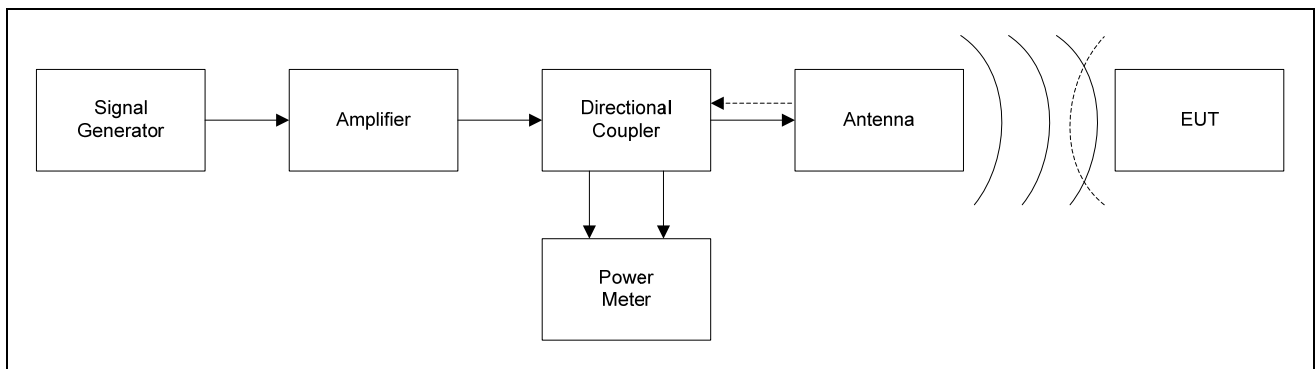 Signal
Generator
Amplifier
Directional
Coupler
Antenna
EUT
Power
Meter